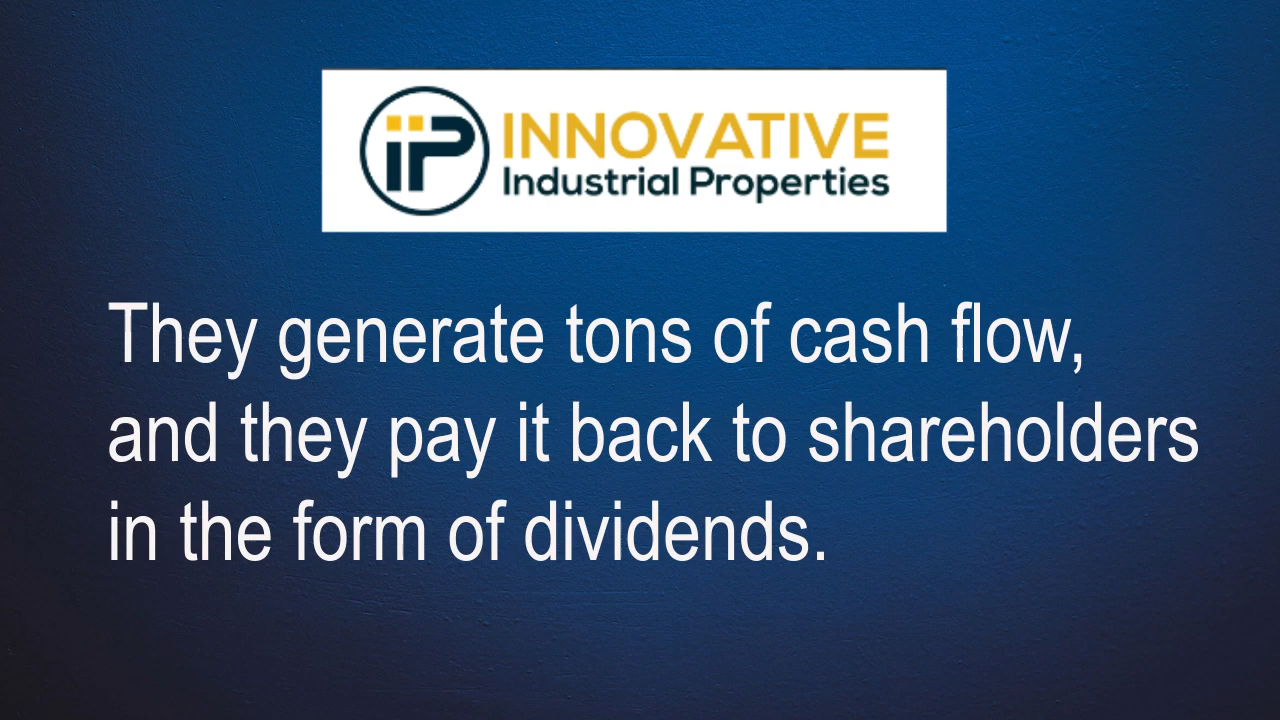 iIP
INNOVATIVE
Industrial Properties
They generate tons of cash flow,
and they pay it back to shareholders
in the form of dividends.